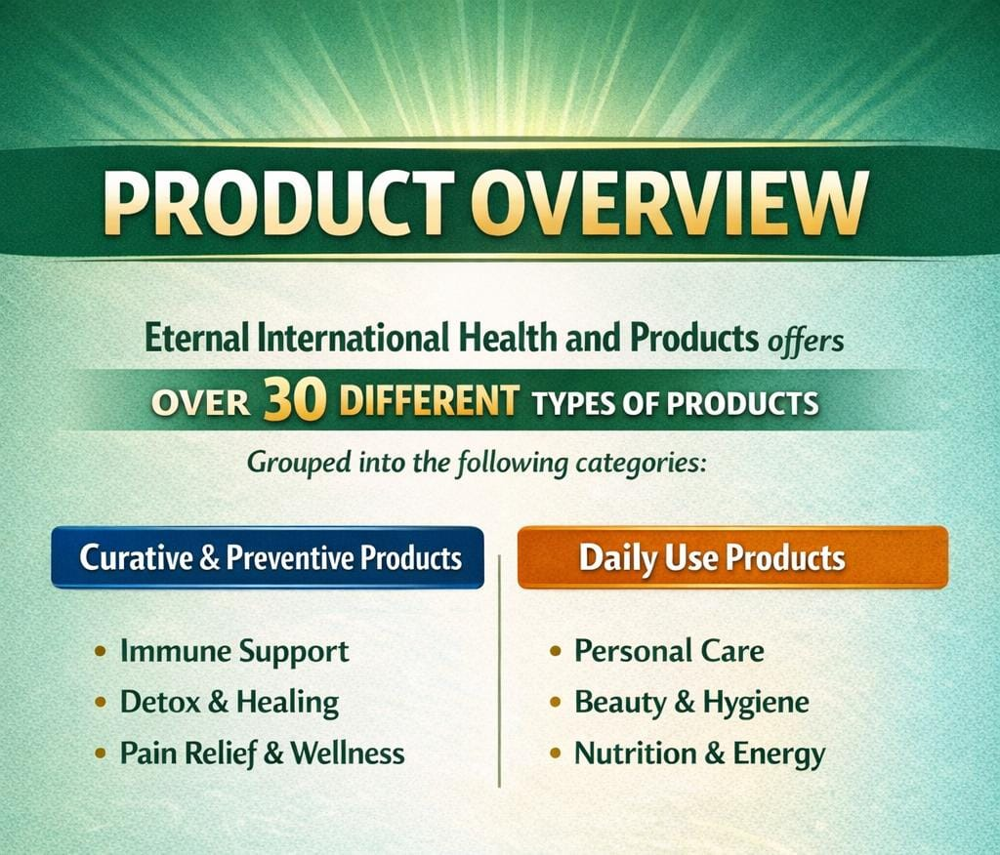 PRODUCT OVERVIEW
Eternal International Health and Products offers
OVER 30 DIFFERENT TYPES OF PRODUCTS
Grouped into the following categories:
Curative & Preventive Products
• Immune Support
• Detox & Healing
• Pain Relief & Wellness
Daily Use Products
• Personal Care
• Beauty & Hygiene
• Nutrition & Energy